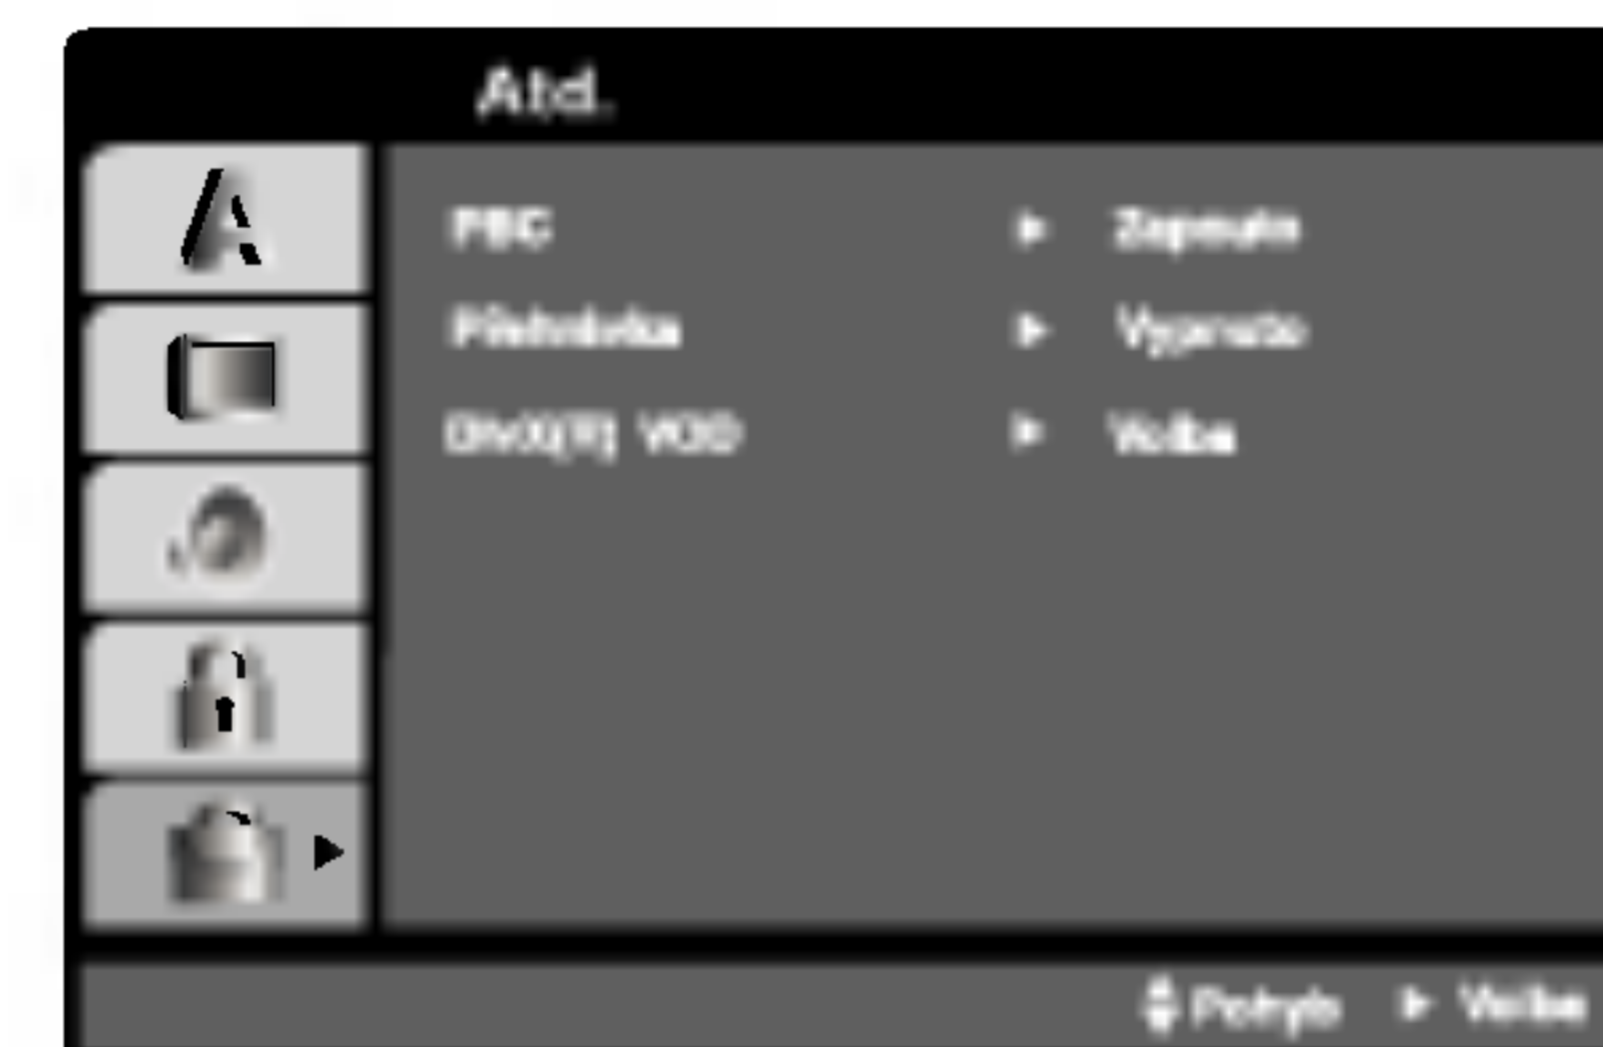 Atd.
PBC ► Zapnuto
Přehrávka ► Vypnuto
DivX(R) VOD ► Volba
Pohyb ► Volba